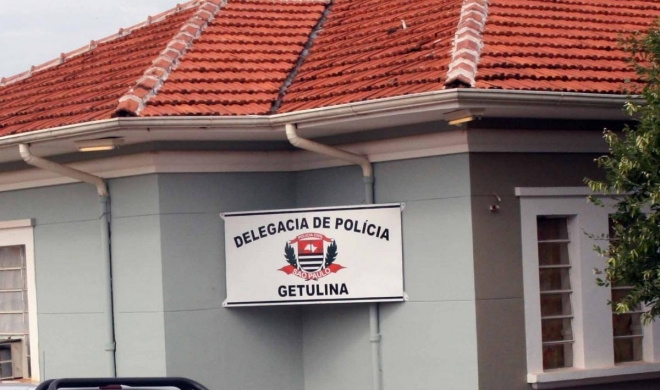 DELEGACIA DE POLÍCIA
SÃO PAULO
GETULINA